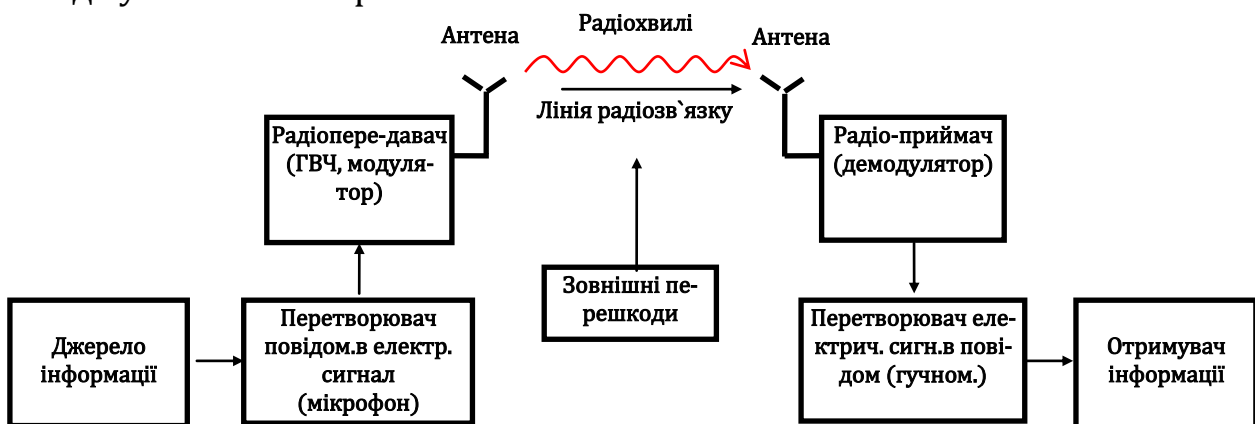 Антена
Радіохвилі
Антена
Лінія радіозв`язку
Радіопере-давач
(ГВЧ, модуля-
тор)
Радіо-приймач
(демодулятор)
Зовнішні пе-
решкоди
Джерело
інформації
Перетворювач
повідом.в електр.
сигнал
(мікрофон)
Перетворювач еле-
ктрич. сигн.в пові-
дом (гучном.)
Отримувач
інформації